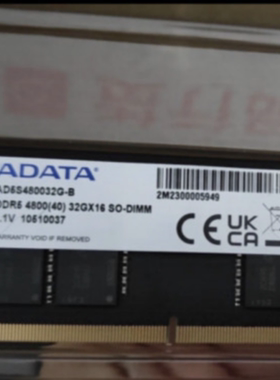 ADATA
AD5S480032G-B
DDR5 4800(40) 32GX16 SO-DIMM
1.1V 10610037
WARRANTY VOID IF REMOVED
2M2300005949
CE UK
CA